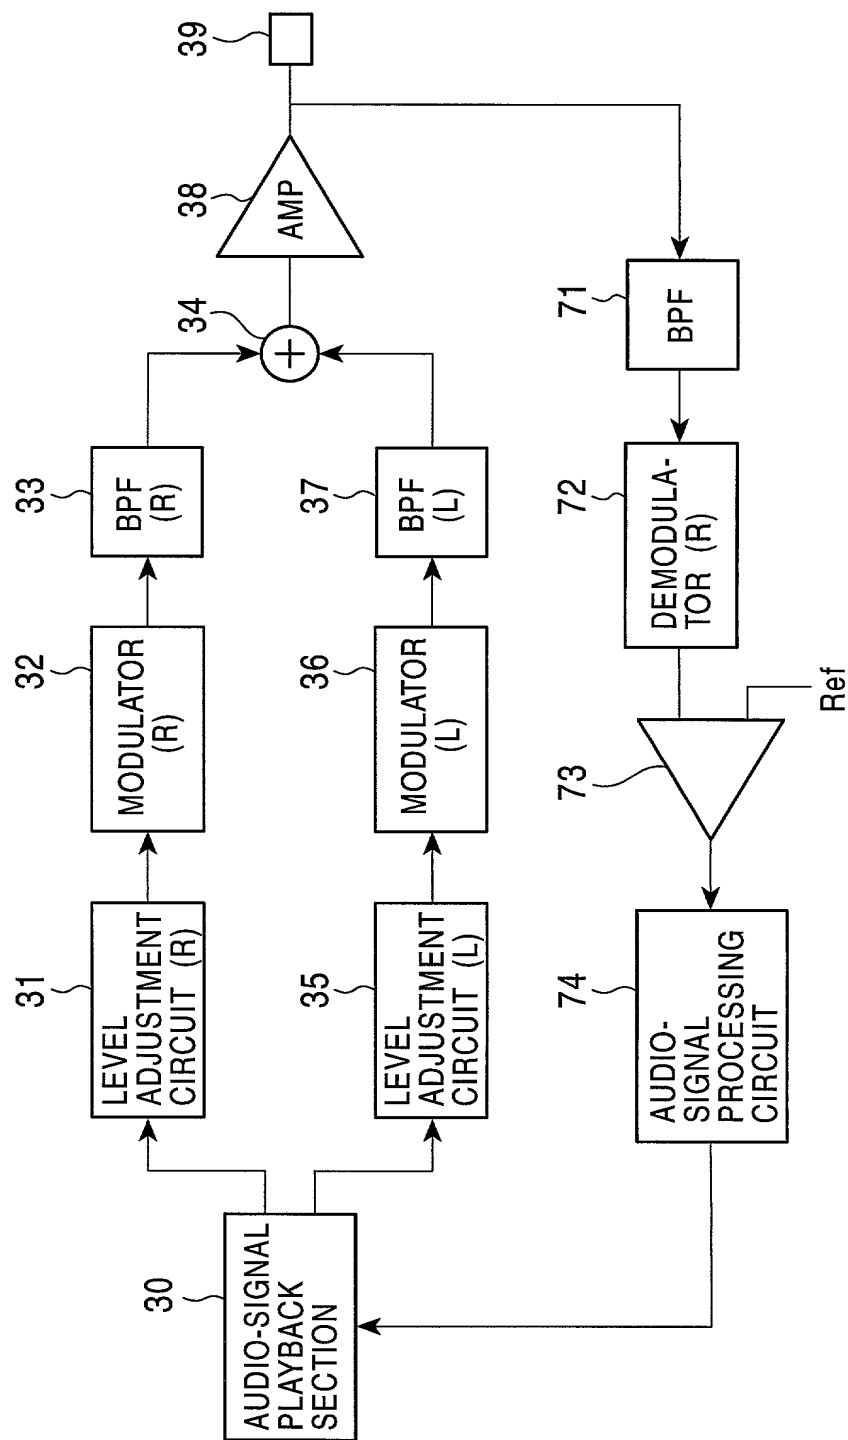 30
AUDIO-SIGNAL
PLAYBACK
SECTION
31
LEVEL
ADJUSTMENT
CIRCUIT (R)
32
MODULATOR
(R)
33
BPF
(R)
34
+
38
AMP
39
35
LEVEL
ADJUSTMENT
CIRCUIT (L)
36
MODULATOR
(L)
37
BPF
(L)
74
AUDIO-
SIGNAL
PROCESSING
CIRCUIT
73
Ref
72
DEMODULA-
TOR (R)
71
BPF